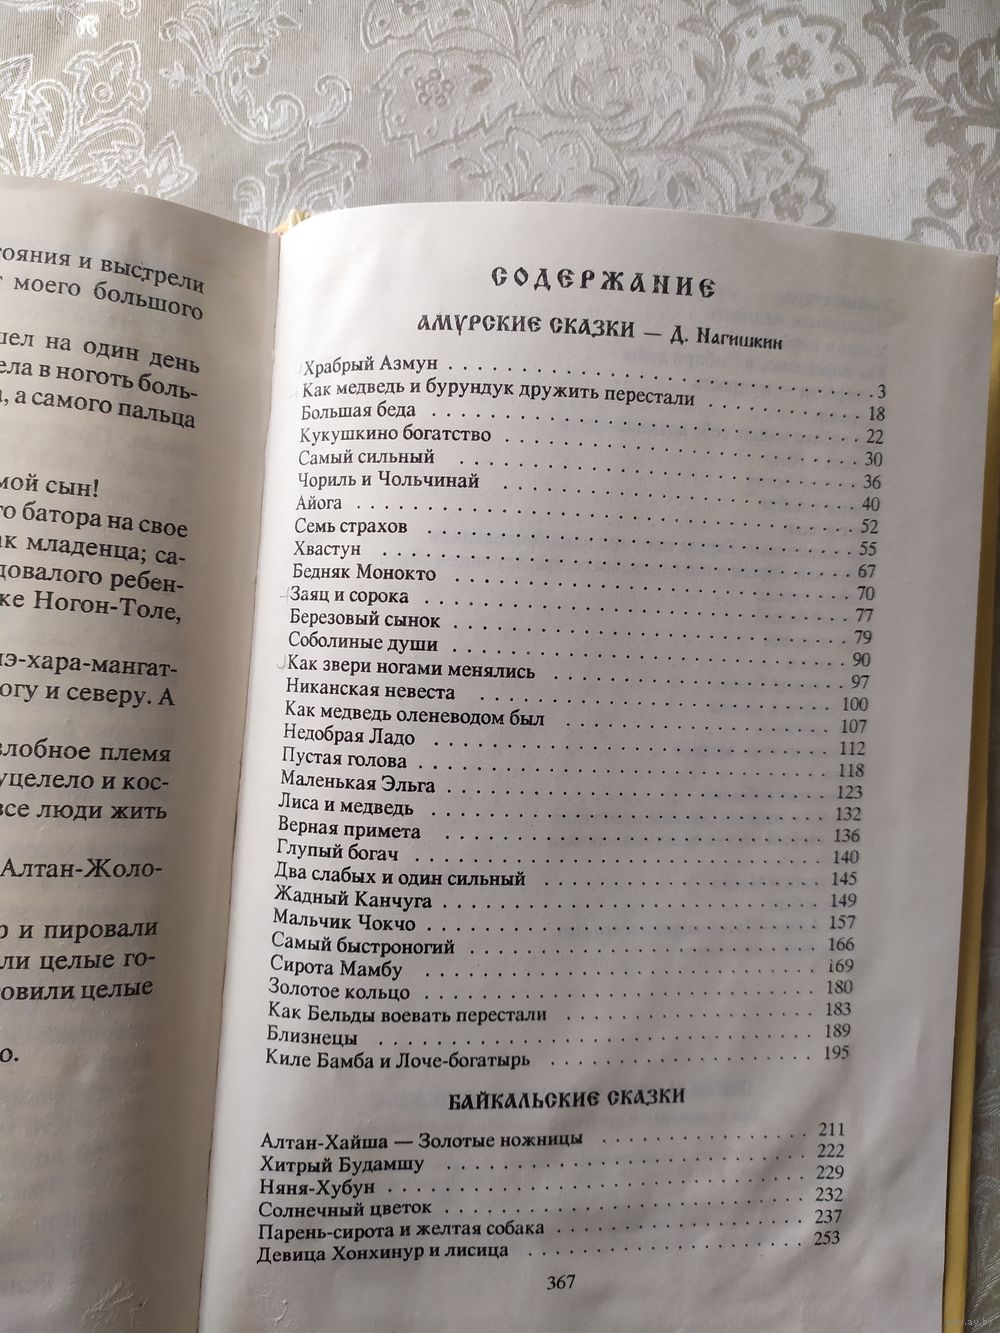 тояния и выстрели
моего большого
шел на один день
ела в ноготь боль-
а, а самого пальца
мой сын!
го батора на свое
ак младенца; са-
довалого ребен-
ке Ногон-Толе,
нэ-хара-мангат-
югу и северу. А
злобное племя
уцелело и кос-
все люди жить
Алтан-Жоло-
р и пировали
ли целые го-
товили целые
о.
СОДЕРЖАНИЕ
АМУРСКИЕ СКАЗКИ — Д. Нагишкин
Храбрый Азмун . . . . . 3
Как медведь и бурундук дружить перестали . . . . . 18
Большая беда . . . . . 22
Кукушкино богатство . . . . . 30
Самый сильный . . . . . 36
Чориль и Чольчинай . . . . . 40
Айога . . . . . 52
Семь страхов . . . . . 55
Хвастун . . . . . 67
Бедняк Монокто . . . . . 70
Заяц и сорока . . . . . 77
Березовый сынок . . . . . 79
Соболиные души . . . . . 90
Как звери ногами менялись . . . . . 97
Никанская невеста . . . . . 100
Как медведь оленеводом был . . . . . 107
Недобрая Ладо . . . . . 112
Пустая голова . . . . . 118
Маленькая Эльга . . . . . 123
Лиса и медведь . . . . . 132
Верная примета . . . . . 136
Глупый богач . . . . . 140
Два слабых и один сильный . . . . . 145
Жадный Канчуга . . . . . 149
Мальчик Чокчо . . . . . 157
Самый быстроногий . . . . . 166
Сирота Мамбу . . . . . 169
Золотое кольцо . . . . . 180
Как Бельды воевать перестали . . . . . 183
Близнецы . . . . . 189
Киле Бамба и Лоче-богатырь . . . . . 195
БАЙКАЛЬСКИЕ СКАЗКИ
Алтан-Хайша — Золотые ножницы . . . . . 211
Хитрый Будамшу . . . . . 222
Няня-Хубун . . . . . 229
Солнечный цветок . . . . . 232
Парень-сирота и желтая собака . . . . . 237
Девица Хонхинур и лисица . . . . . 253
367
www.av.by